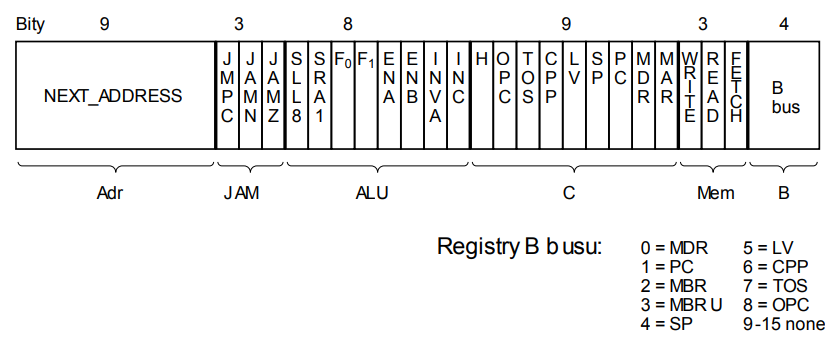 Bity 9 3 8 9 3 4
NEXT_ADDRESS JMPC JAMN JAMZ SLL8 SRA1 F0 F1 ENA ENB INVA INC H OPC TOS CPP LV SP PC MDR MAR WRITE READ FETCH B bus
Adr JAM ALU C Mem B
Registry B busu: 0 = MDR 5 = LV
1 = PC 6 = CPP
2 = MBR 7 = TOS
3 = MBR U 8 = OPC
4 = SP 9 -15 none